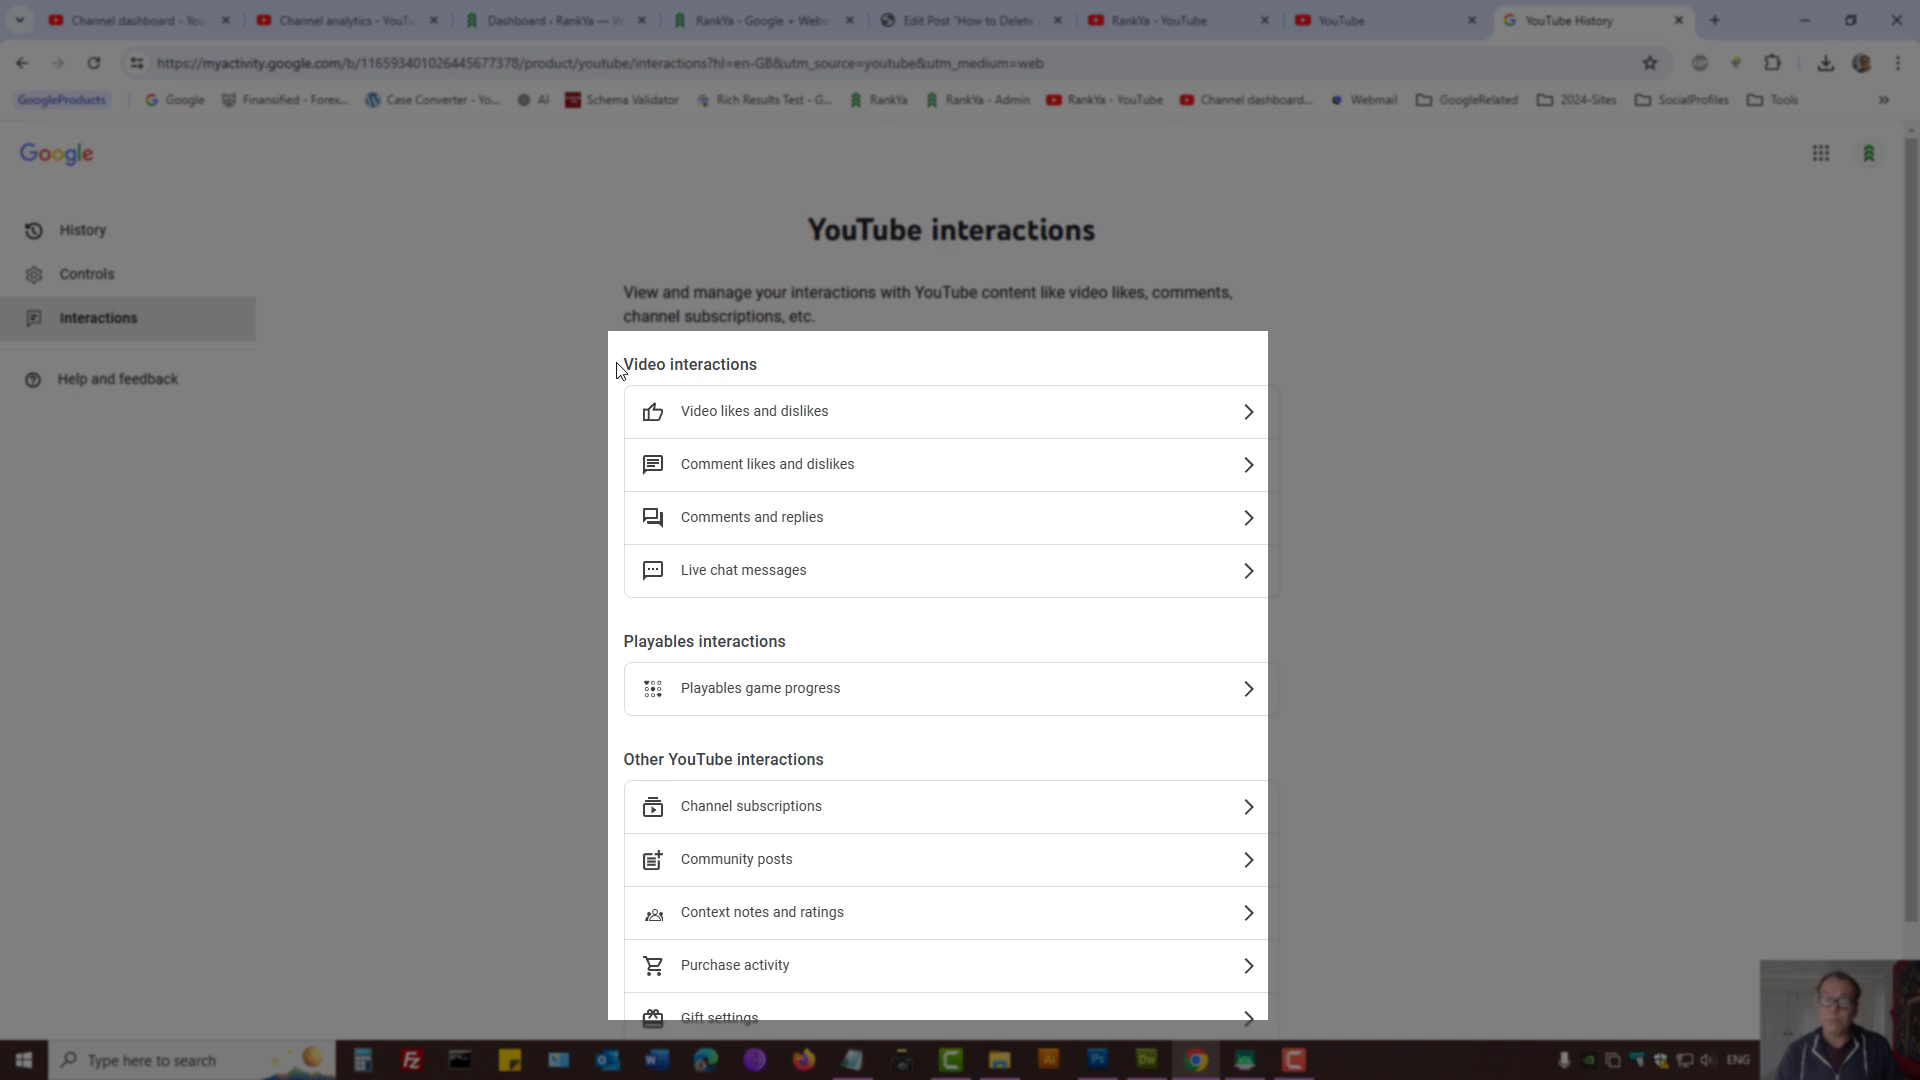 Channel dashboard - You
Channel analytics - YouTu
Dashboard ‹ RankYa — W
RankYa - Google + Webs
Edit Post "How to Delete
RankYa - YouTube
YouTube
YouTube History
https://myactivity.google.com/b/116593401026445677378/product/youtube/interactions?hl=en-GB&utm_source=youtube&utm_medium=web
GoogleProducts
Google
Finansified - Forex...
Case Converter - Yo...
AI
Schema Validator
Rich Results Test - G...
RankYa
RankYa - Admin
RankYa - YouTube
Channel dashboard...
Webmail
GoogleRelated
2024-Sites
SocialProfiles
Tools
Google
History
Controls
Interactions
Help and feedback
YouTube interactions
View and manage your interactions with YouTube content like video likes, comments,
channel subscriptions, etc.
Video interactions
Video likes and dislikes
Comment likes and dislikes
Comments and replies
Live chat messages
Playables interactions
Playables game progress
Other YouTube interactions
Channel subscriptions
Community posts
Context notes and ratings
Purchase activity
Gift settings
Type here to search
ENG